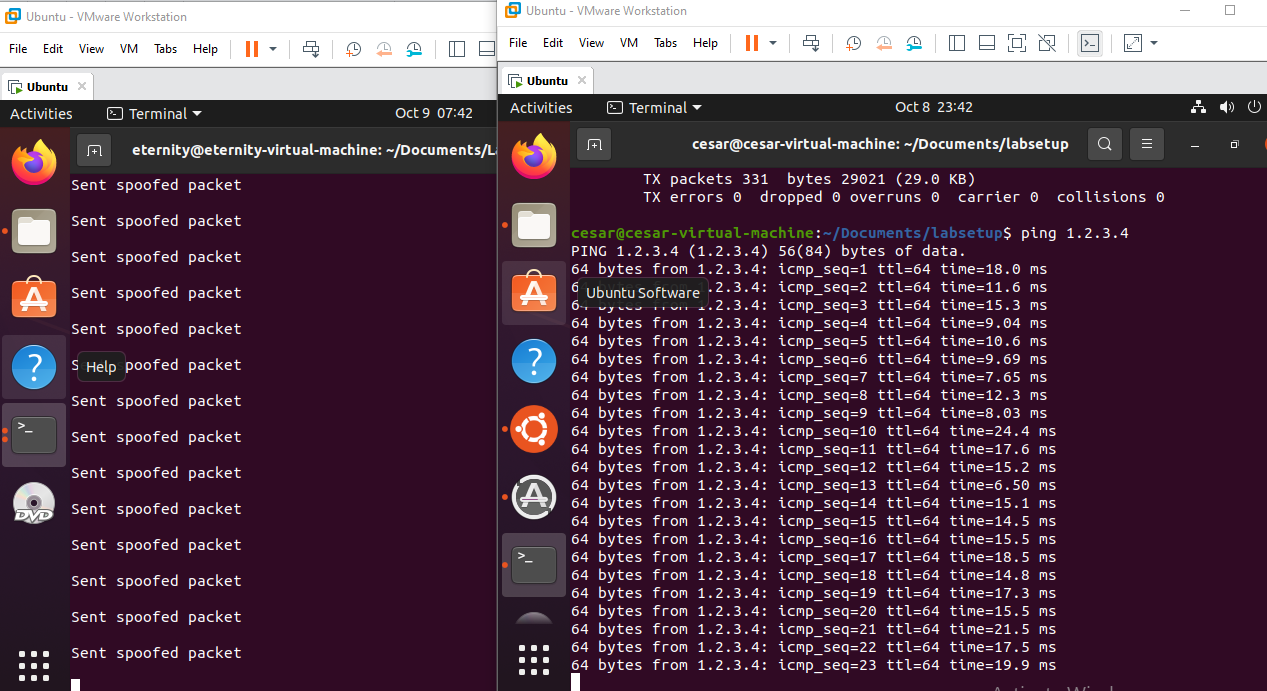 Ubuntu - VMware Workstation
File Edit View VM Tabs Help
Ubuntu
Activities Terminal Oct 9 07:42
eternity@eternity-virtual-machine: ~/Documents/La
Sent spoofed packet
Sent spoofed packet
Sent spoofed packet
Sent spoofed packet
Sent spoofed packet
S Help poofed packet
Sent spoofed packet
Sent spoofed packet
Sent spoofed packet
Sent spoofed packet
Sent spoofed packet
Sent spoofed packet
Sent spoofed packet
Sent spoofed packet
DVD
Ubuntu - VMware Workstation
File Edit View VM Tabs Help
Ubuntu
Activities Terminal Oct 8 23:42
cesar@cesar-virtual-machine: ~/Documents/labsetup
TX packets 331 bytes 29021 (29.0 KB)
TX errors 0 dropped 0 overruns 0 carrier 0 collisions 0
cesar@cesar-virtual-machine:~/Documents/labsetup$ ping 1.2.3.4
PING 1.2.3.4 (1.2.3.4) 56(84) bytes of data.
64 bytes from 1.2.3.4: icmp_seq=1 ttl=64 time=18.0 ms
64 bytes from 1.2.3.4: icmp_seq=2 ttl=64 time=11.6 ms
Ubuntu Software
64 bytes from 1.2.3.4: icmp_seq=3 ttl=64 time=15.3 ms
64 bytes from 1.2.3.4: icmp_seq=4 ttl=64 time=9.04 ms
64 bytes from 1.2.3.4: icmp_seq=5 ttl=64 time=10.6 ms
64 bytes from 1.2.3.4: icmp_seq=6 ttl=64 time=9.69 ms
64 bytes from 1.2.3.4: icmp_seq=7 ttl=64 time=7.65 ms
64 bytes from 1.2.3.4: icmp_seq=8 ttl=64 time=12.3 ms
64 bytes from 1.2.3.4: icmp_seq=9 ttl=64 time=8.03 ms
64 bytes from 1.2.3.4: icmp_seq=10 ttl=64 time=24.4 ms
64 bytes from 1.2.3.4: icmp_seq=11 ttl=64 time=17.6 ms
64 bytes from 1.2.3.4: icmp_seq=12 ttl=64 time=15.2 ms
64 bytes from 1.2.3.4: icmp_seq=13 ttl=64 time=6.50 ms
64 bytes from 1.2.3.4: icmp_seq=14 ttl=64 time=15.1 ms
64 bytes from 1.2.3.4: icmp_seq=15 ttl=64 time=14.5 ms
64 bytes from 1.2.3.4: icmp_seq=16 ttl=64 time=15.5 ms
64 bytes from 1.2.3.4: icmp_seq=17 ttl=64 time=18.5 ms
64 bytes from 1.2.3.4: icmp_seq=18 ttl=64 time=14.8 ms
64 bytes from 1.2.3.4: icmp_seq=19 ttl=64 time=17.3 ms
64 bytes from 1.2.3.4: icmp_seq=20 ttl=64 time=15.5 ms
64 bytes from 1.2.3.4: icmp_seq=21 ttl=64 time=21.5 ms
64 bytes from 1.2.3.4: icmp_seq=22 ttl=64 time=17.5 ms
64 bytes from 1.2.3.4: icmp_seq=23 ttl=64 time=19.9 ms